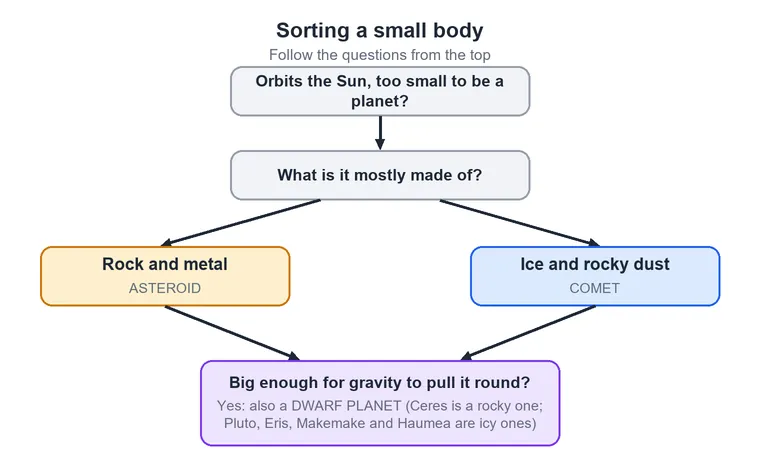 Sorting a small body
Follow the questions from the top
Orbits the Sun, too small to be a
planet?
What is it mostly made of?
Rock and metal
ASTEROID
Ice and rocky dust
COMET
Big enough for gravity to pull it round?
Yes: also a DWARF PLANET (Ceres is a rocky one;
Pluto, Eris, Makemake and Haumea are icy ones)